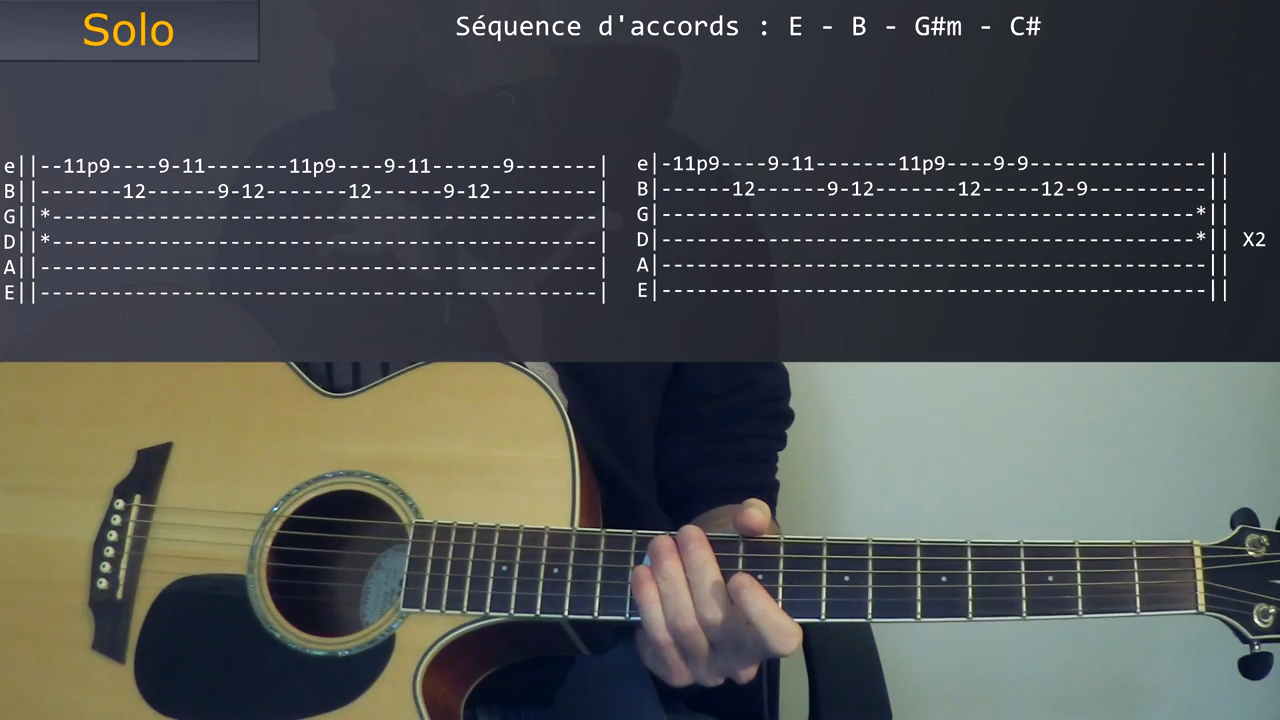 Solo
Séquence d'accords : E - B - G#m - C#
e||--11p9----9-11-------11p9----9-11------9-------|
B||-------12------9-12-------12------9-12---------|
G||*----------------------------------------------|
D||*----------------------------------------------|
A||-----------------------------------------------|
E||-----------------------------------------------|
e|-11p9----9-11-------11p9----9-9---------------||
B|------12------9-12-------12-----12-9----------||
G|----------------------------------------------*||
D|----------------------------------------------*|| X2
A|-----------------------------------------------||
E|-----------------------------------------------||